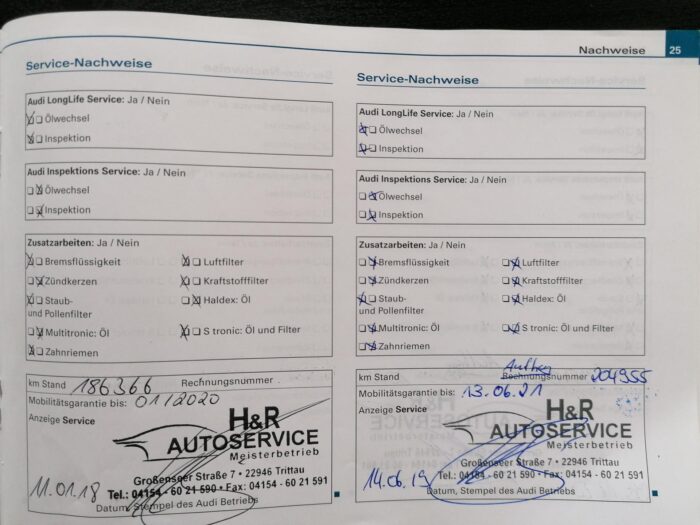 Nachweise 25
Service-Nachweise
Audi LongLife Service: Ja / Nein
Ölwechsel
Inspektion
Audi Inspektions Service: Ja / Nein
Ölwechsel
Inspektion
Zusatzarbeiten: Ja / Nein
Bremsflüssigkeit Luftfilter
Zündkerzen Kraftstofffilter
Staub- Haldex: Öl
und Pollenfilter
Multitronic: Öl S tronic: Öl und Filter
Zahnriemen
km Stand 186366 Rechnungsnummer
Mobilitätsgarantie bis: 01/2020
Anzeige Service
H&R
AUTOSERVICE
Meisterbetrieb
Großenseer Straße 7 • 22946 Trittau
Tel.: 04154 - 60 21 590 • Fax: 04154 - 60 21 591
11.01.18
Datum, Stempel des Audi Betriebs
Service-Nachweise
Audi LongLife Service: Ja / Nein
Ölwechsel
Inspektion
Audi Inspektions Service: Ja / Nein
Ölwechsel
Inspektion
Zusatzarbeiten: Ja / Nein
Bremsflüssigkeit Luftfilter
Zündkerzen Kraftstofffilter
Staub- Haldex: Öl
und Pollenfilter
Multitronic: Öl S tronic: Öl und Filter
Zahnriemen
km Stand Rechnungsnummer 204955
Mobilitätsgarantie bis: 13.06.21
Anzeige Service
H&R
AUTOSERVICE
Meisterbetrieb
Großenseer Straße 7 • 22946 Trittau
Tel.: 04154 - 60 21 590 • Fax: 04154 - 60 21 591
14.06.19
Datum, Stempel des Audi Betriebs